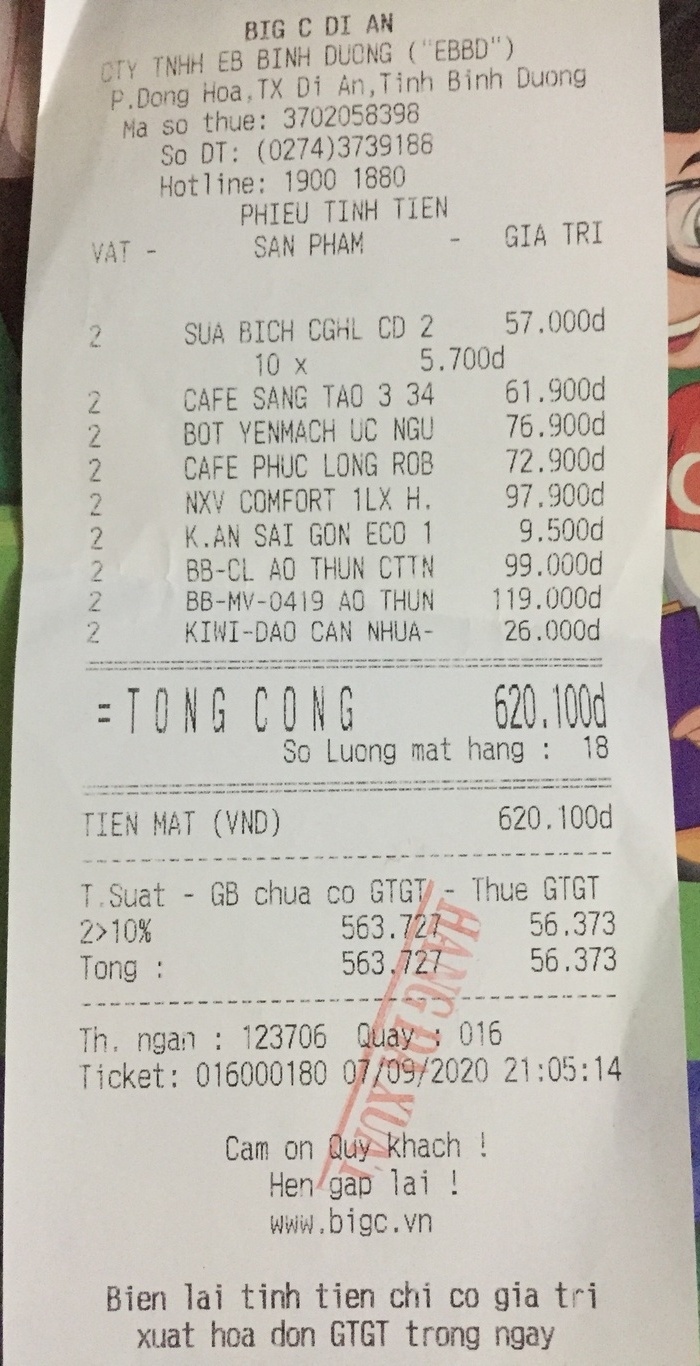 BIG C DI AN
CTY TNHH EB BINH DUONG ("EBBD")
P.Dong Hoa,TX Di An,Tinh Binh Duong
Ma so thue: 3702058398
So DT: (0274)3739188
Hotline: 1900 1880
PHIEU TINH TIEN
VAT - SAN PHAM - GIA TRI
2 SUA BICH CGHL CD 2 57.000d
10 x 5.700d
2 CAFE SANG TAO 3 34 61.900d
2 BOT YENMACH UC NGU 76.900d
2 CAFE PHUC LONG ROB 72.900d
2 NXV COMFORT 1LX H. 97.900d
2 K.AN SAI GON ECO 1 9.500d
2 BB-CL AO THUN CTTN 99.000d
2 BB-MV-0419 AO THUN 119.000d
2 KIWI-DAO CAN NHUA- 26.000d
=TONG CONG 620.100d
So Luong mat hang : 18
TIEN MAT (VND) 620.100d
T.Suat - GB chua co GTGT - Thue GTGT
2>10% 563.727 56.373
Tong : 563.727 56.373
Th. ngan : 123706 Quay : 016
Ticket: 016000180 07/09/2020 21:05:14
HANG DA XUAT
Cam on Quy khach !
Hen gap lai !
www.bigc.vn
Bien lai tinh tien chi co gia tri
xuat hoa don GTGT trong ngay